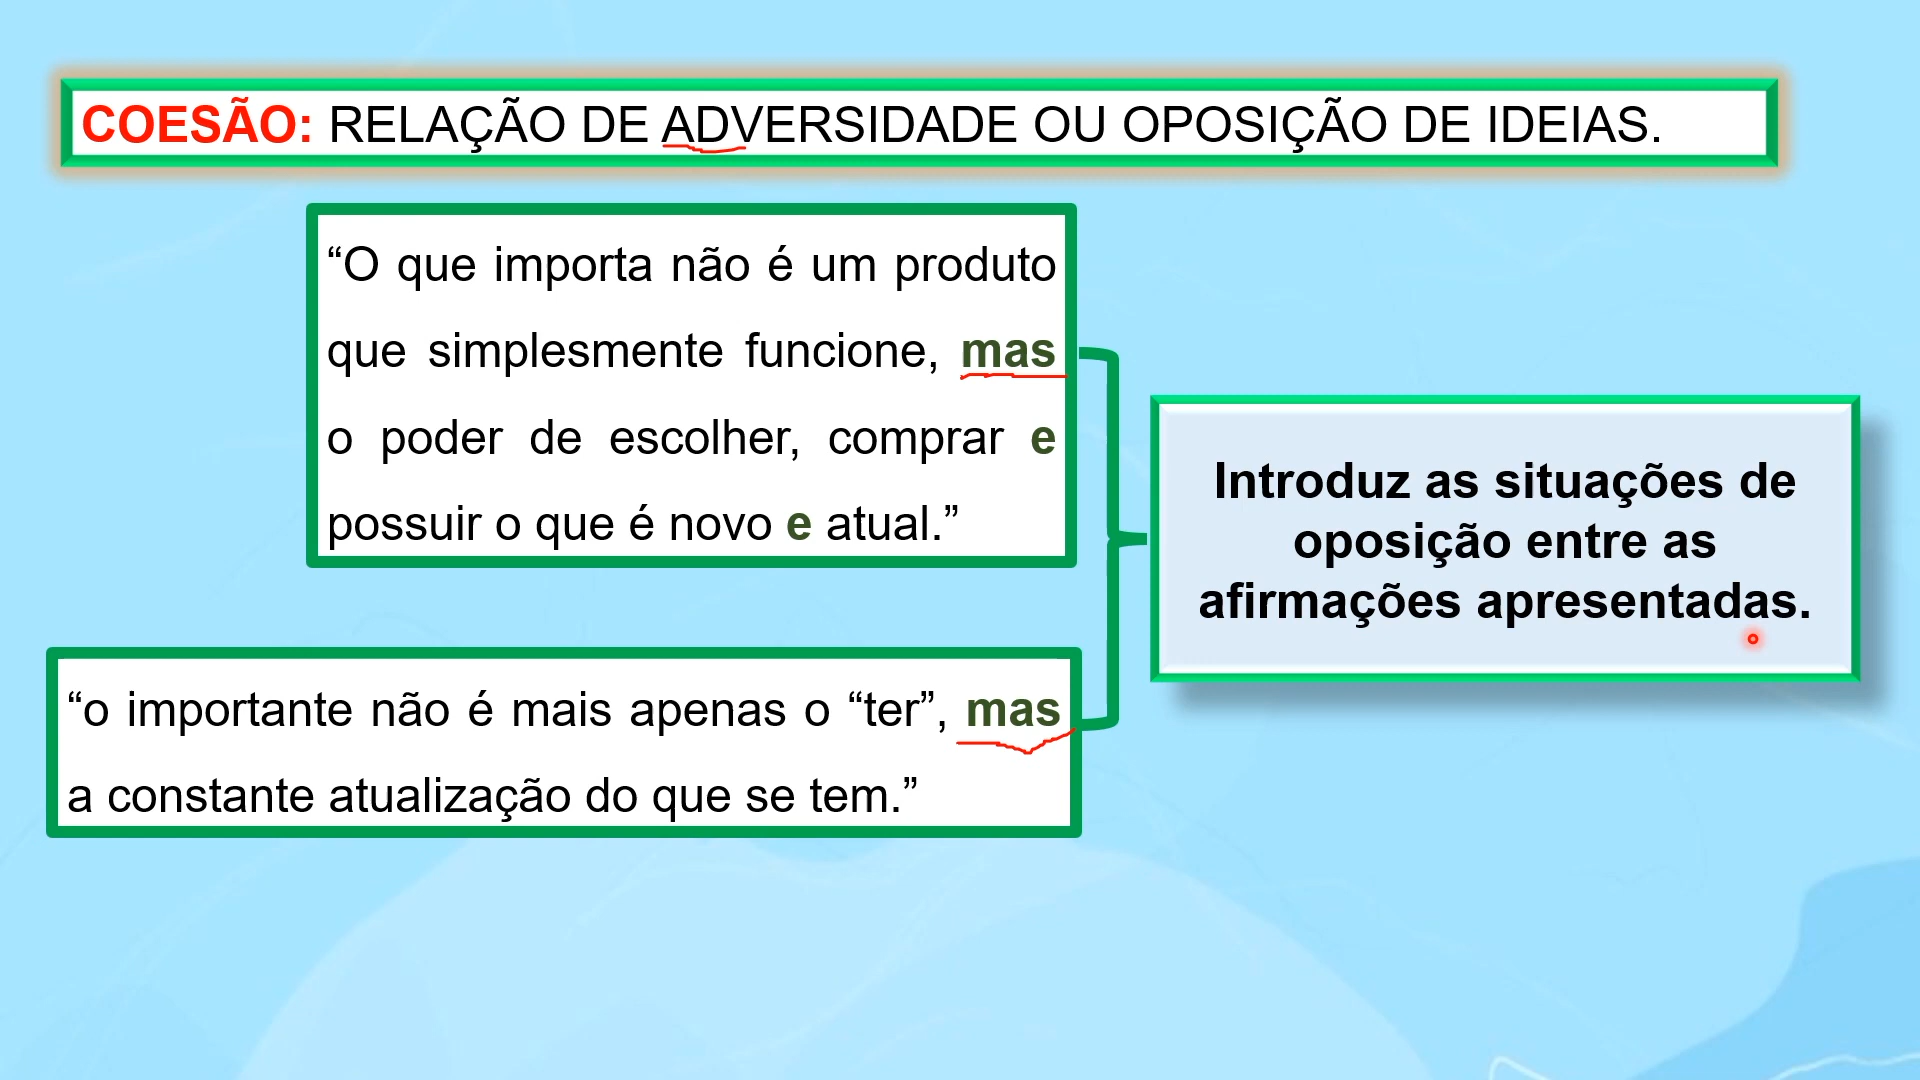 COESÃO: RELAÇÃO DE ADVERSIDADE OU OPOSIÇÃO DE IDEIAS.
“O que importa não é um produto
que simplesmente funcione, mas
o poder de escolher, comprar e
possuir o que é novo e atual.”
Introduz as situações de
oposição entre as
afirmações apresentadas.
“o importante não é mais apenas o “ter”, mas
a constante atualização do que se tem.”